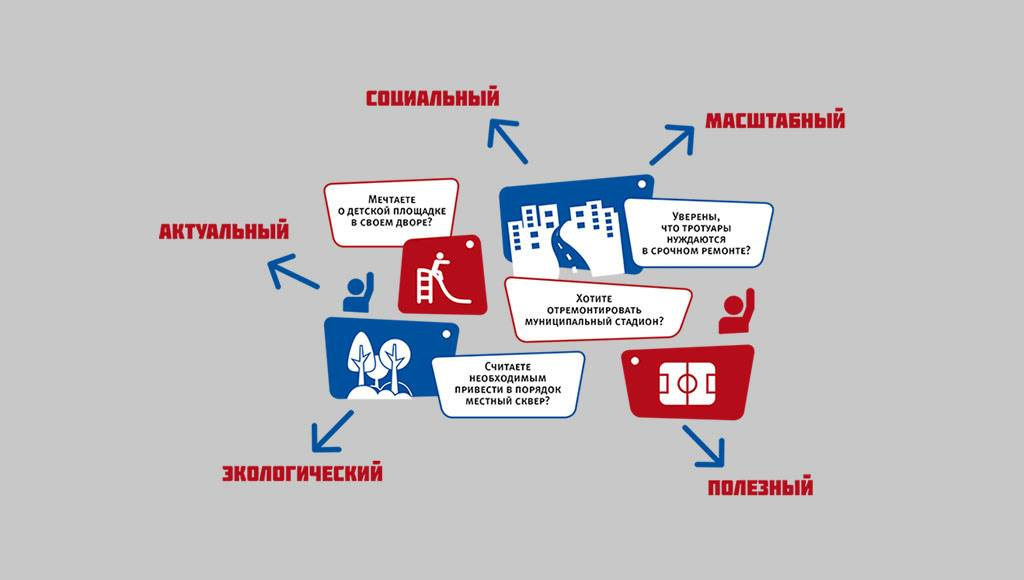 СОЦИАЛЬНЫЙ
МАСШТАБНЫЙ
Мечтаете
о детской площадке
в своем дворе?
Уверены,
что тротуары
нуждаются
в срочном ремонте?
АКТУАЛЬНЫЙ
Хотите
отремонтировать
муниципальный стадион?
Считаете
необходимым
привести в порядок
местный сквер?
ЭКОЛОГИЧЕСКИЙ
ПОЛЕЗНЫЙ